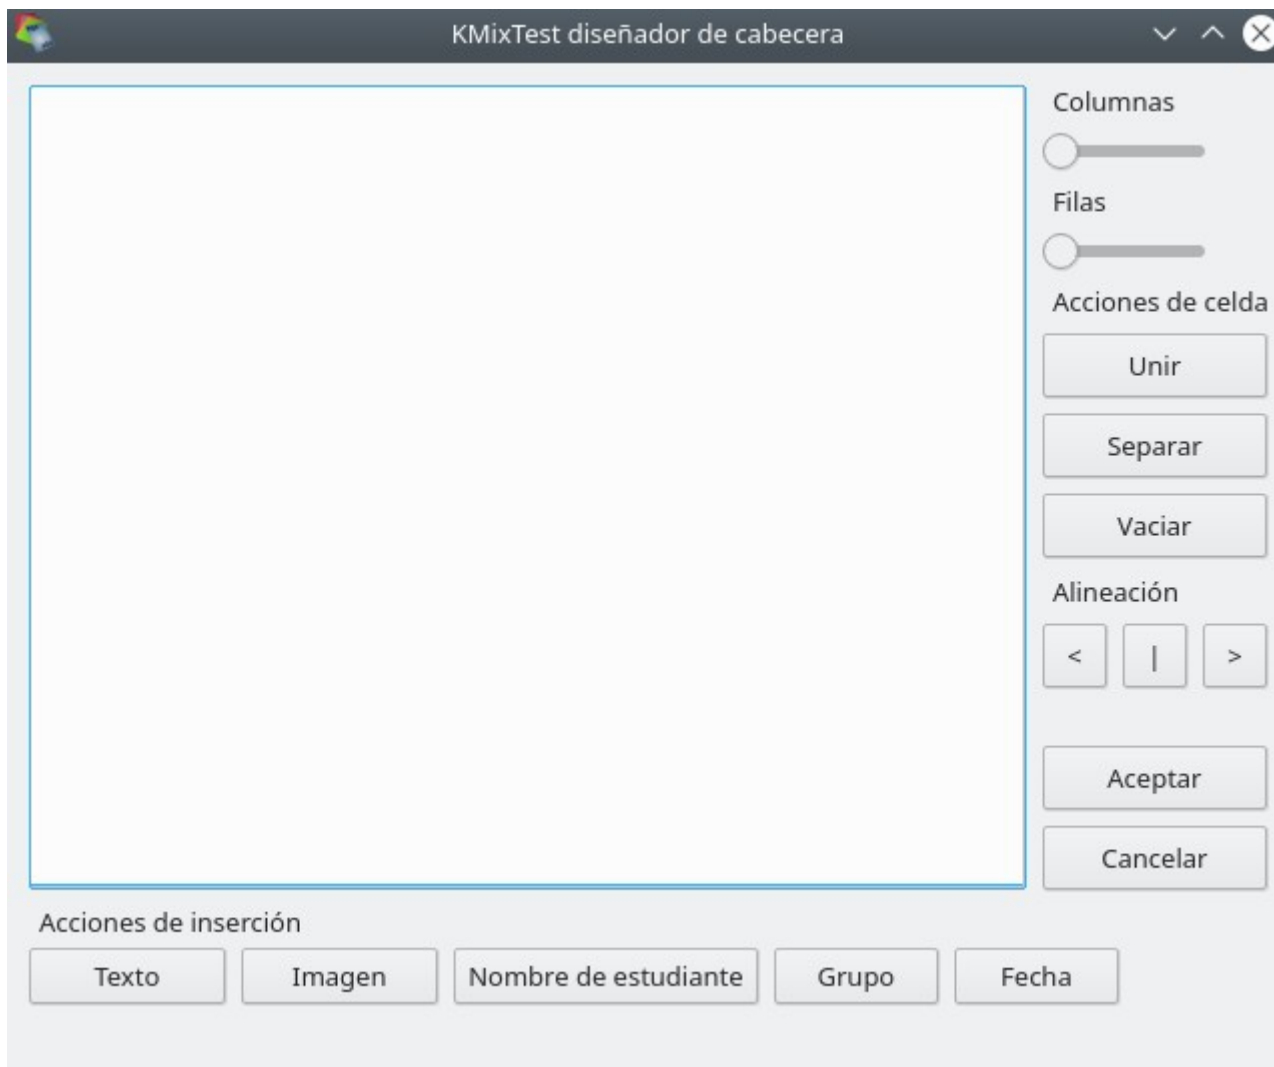 KMixTest diseñador de cabecera
Columnas
Filas
Acciones de celda
Unir
Separar
Vaciar
Alineación
< | >
Aceptar
Cancelar
Acciones de inserción
Texto Imagen Nombre de estudiante Grupo Fecha